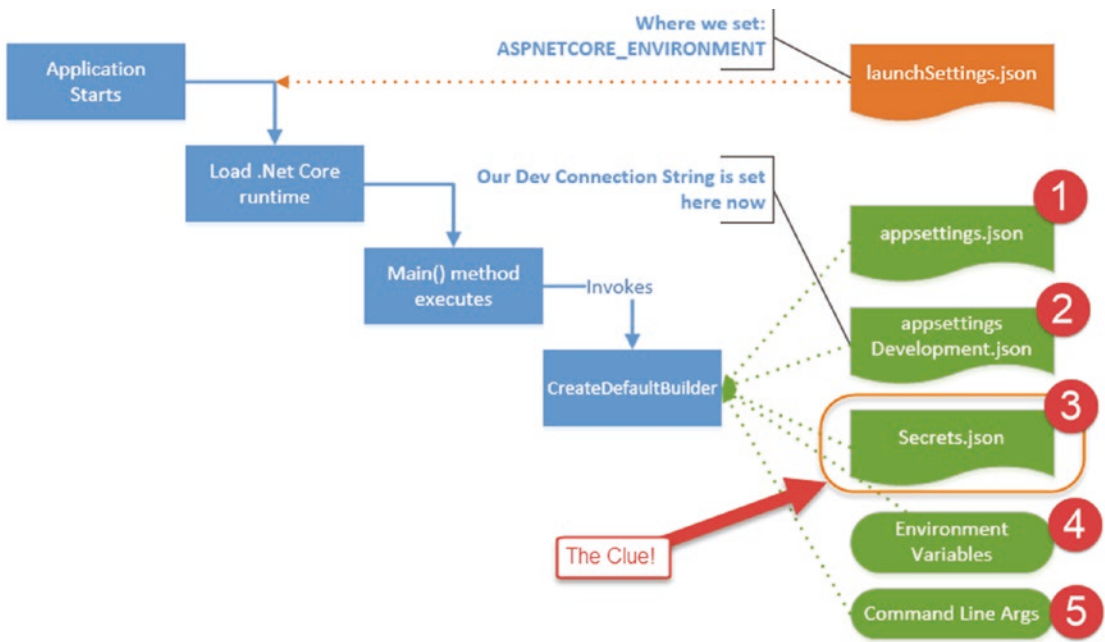 Where we set:
ASPNETCORE_ENVIRONMENT
Application
Starts
launchSettings.json
Load .Net Core
runtime
Our Dev Connection String is set
here now
1
appsettings.json
Main() method
executes
Invokes
2
appsettings
Development.json
CreateDefaultBuilder
3
Secrets.json
The Clue!
4
Environment
Variables
5
Command Line Args